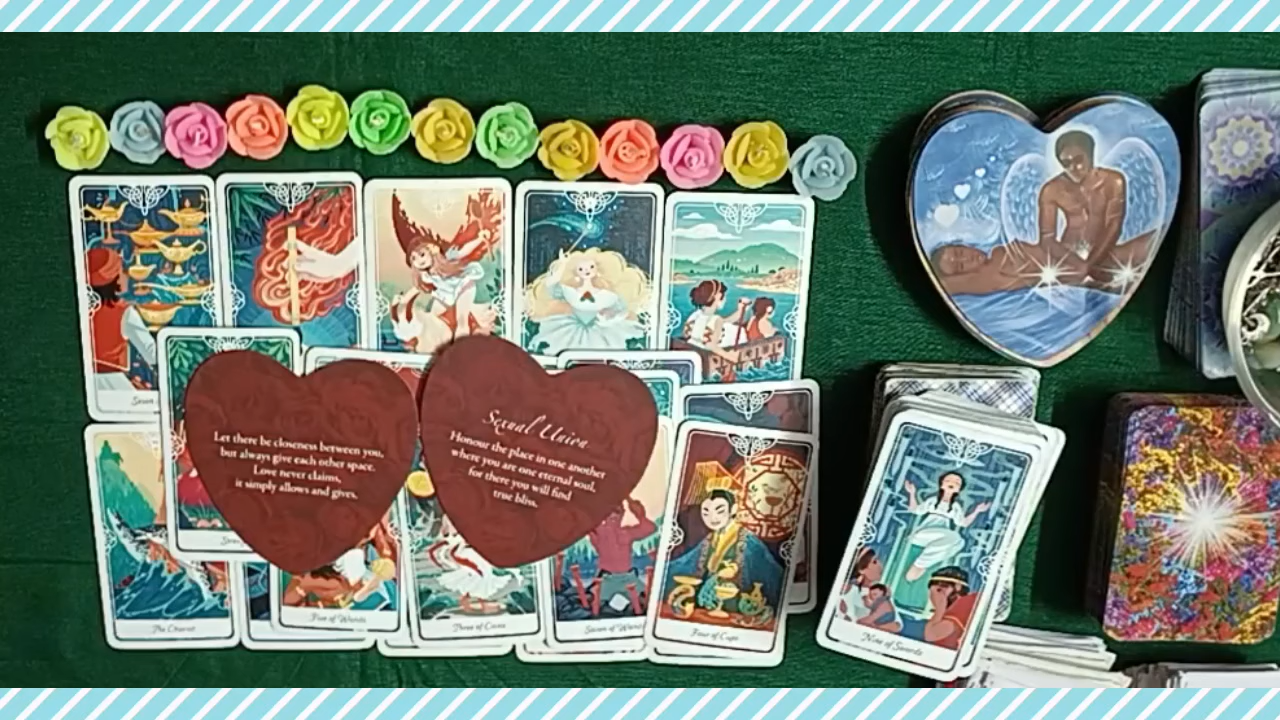 Seven
Stren
Let there be closeness between you,
but always give each other space.
Love never claims,
it simply allows and gives.
Sexual Union
Honour the place in one another
where you are one eternal soul,
for there you will find
true bliss.
The Chariot
Five of Wands
Three of Coins
Seven of Wands
Four of Cups
Nine of Swords